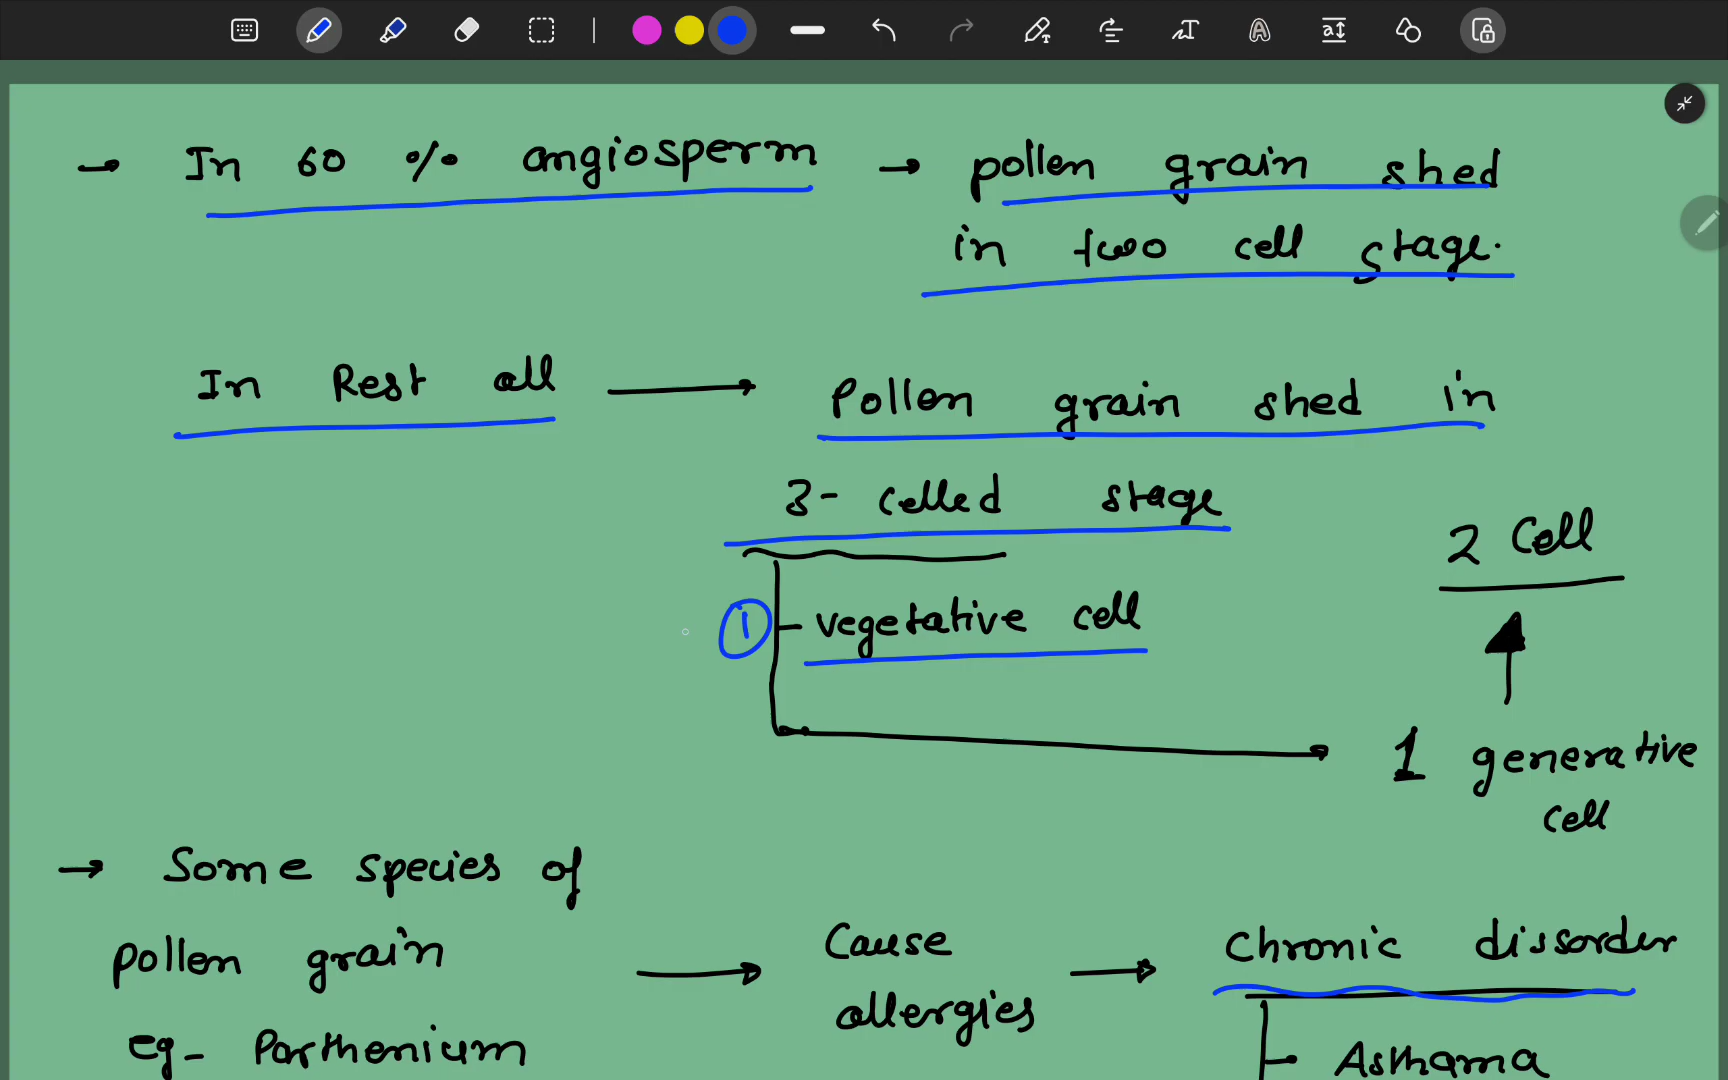 → In 60 % angiosperm → pollen grain shed
in two cell stage.
In Rest all → Pollen grain shed in
3- celled stage
2 Cell
① vegetative cell
1 generative
cell
→ Some species of
pollen grain → Cause → Chronic disorder
allergies
eg- Parthenium
Asthama